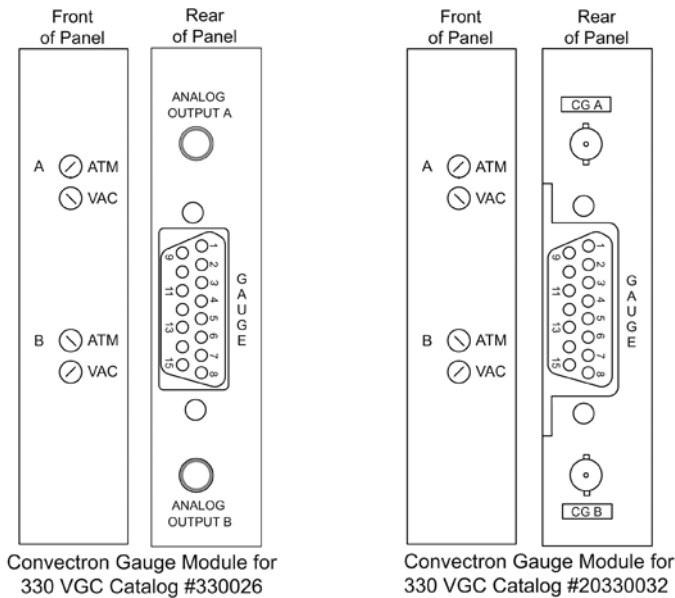 Front
of Panel
Rear
of Panel
A
ATM
VAC
B
ATM
VAC
ANALOG
OUTPUT A
1
2
3
4
5
6
7
8
9
11
13
15
GAUGE
ANALOG
OUTPUT B
Convectron Gauge Module for
330 VGC Catalog #330026
Front
of Panel
Rear
of Panel
A
ATM
VAC
B
ATM
VAC
CG A
1
2
3
4
5
6
7
8
9
11
13
15
GAUGE
CG B
Convectron Gauge Module for
330 VGC Catalog #20330032